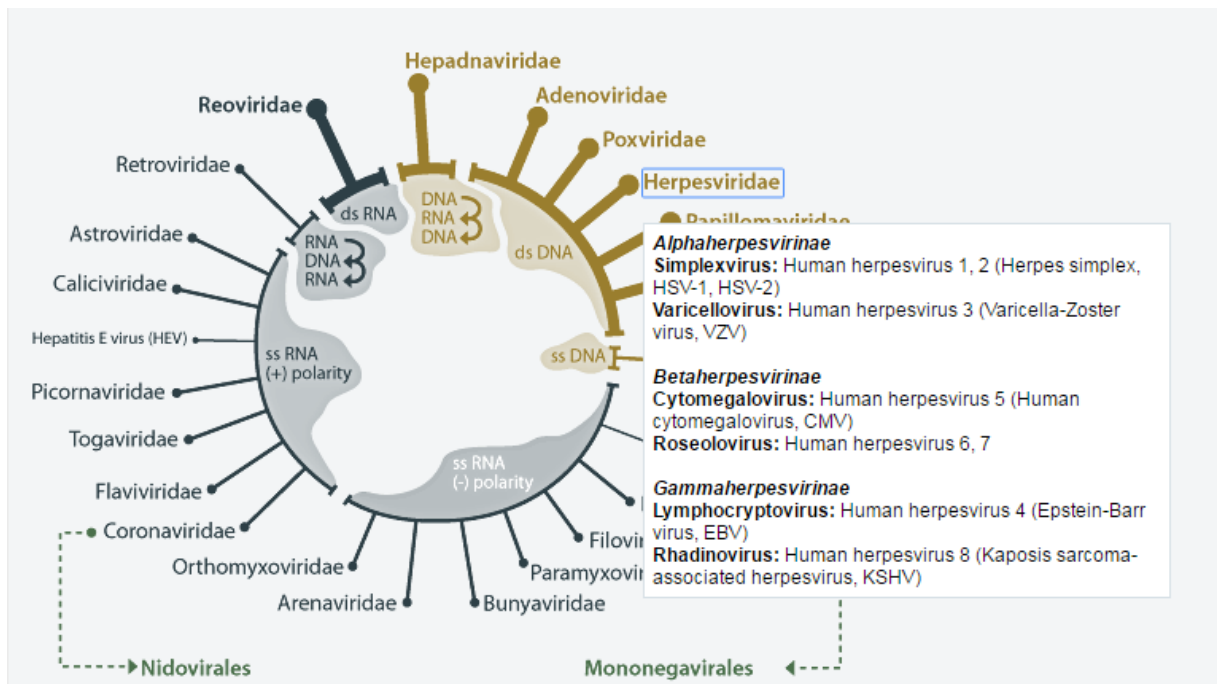 Hepadnaviridae
Adenoviridae
Reoviridae
Poxviridae
Retroviridae
Herpesviridae
ds RNA
DNA
RNA
DNA
ds DNA
Astroviridae
RNA
DNA
RNA
Caliciviridae
Hepatitis E virus (HEV)
ss RNA
(+) polarity
ss DNA
Picornaviridae
Togaviridae
Flaviviridae
ss RNA
(-) polarity
Coronaviridae
Orthomyxoviridae
Arenaviridae
Bunyaviridae
Alphaherpesvirinae
Simplexvirus: Human herpesvirus 1, 2 (Herpes simplex,
HSV-1, HSV-2)
Varicellovirus: Human herpesvirus 3 (Varicella-Zoster
virus, VZV)
Betaherpesvirinae
Cytomegalovirus: Human herpesvirus 5 (Human
cytomegalovirus, CMV)
Roseolovirus: Human herpesvirus 6, 7
Gammaherpesvirinae
Lymphocryptovirus: Human herpesvirus 4 (Epstein-Barr
virus, EBV)
Rhadinovirus: Human herpesvirus 8 (Kaposis sarcoma-
associated herpesvirus, KSHV)
Nidovirales
Mononegavirales